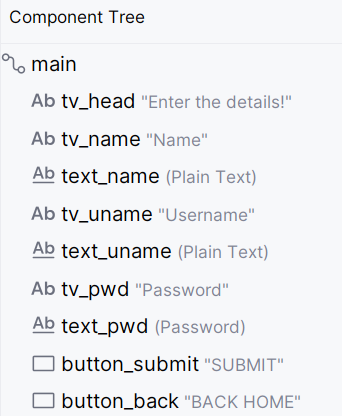 Component Tree
main
Ab tv_head "Enter the details!"
Ab tv_name "Name"
Ab text_name (Plain Text)
Ab tv_uname "Username"
Ab text_uname (Plain Text)
Ab tv_pwd "Password"
Ab text_pwd (Password)
button_submit "SUBMIT"
button_back "BACK HOME"